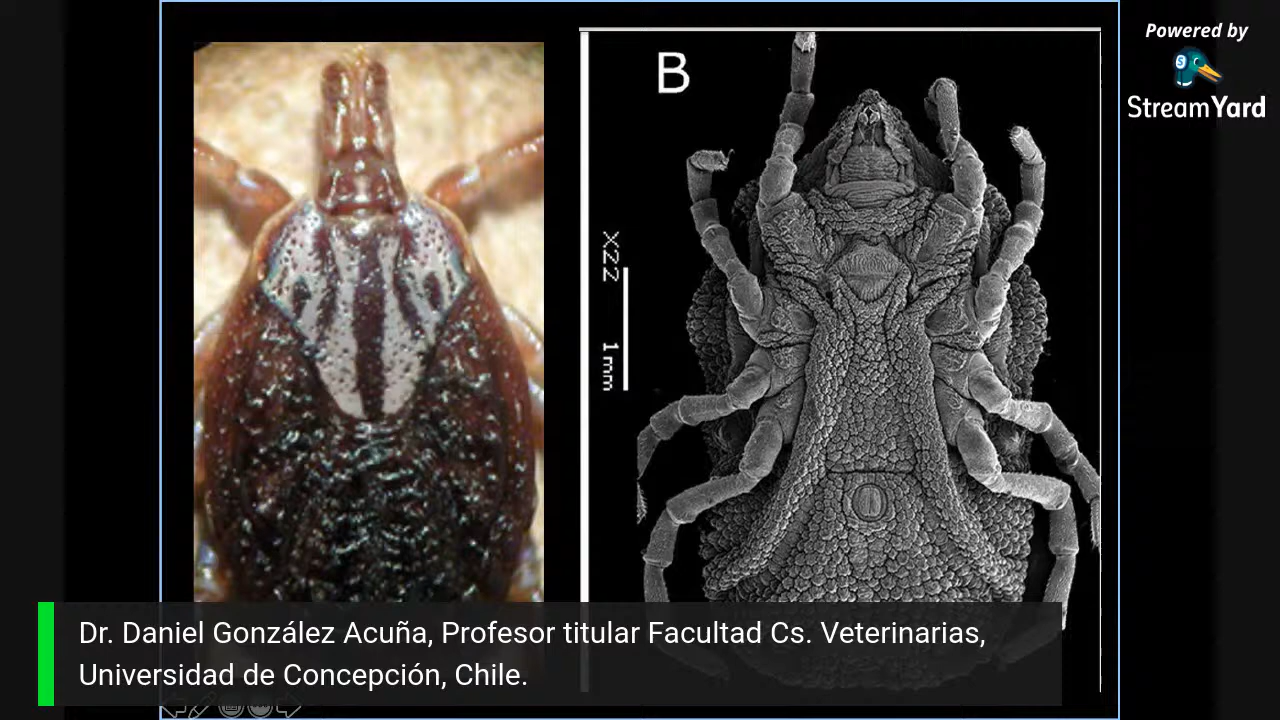 Powered by
StreamYard
B
X22
1mm
Dr. Daniel González Acuña, Profesor titular Facultad Cs. Veterinarias,
Universidad de Concepción, Chile.